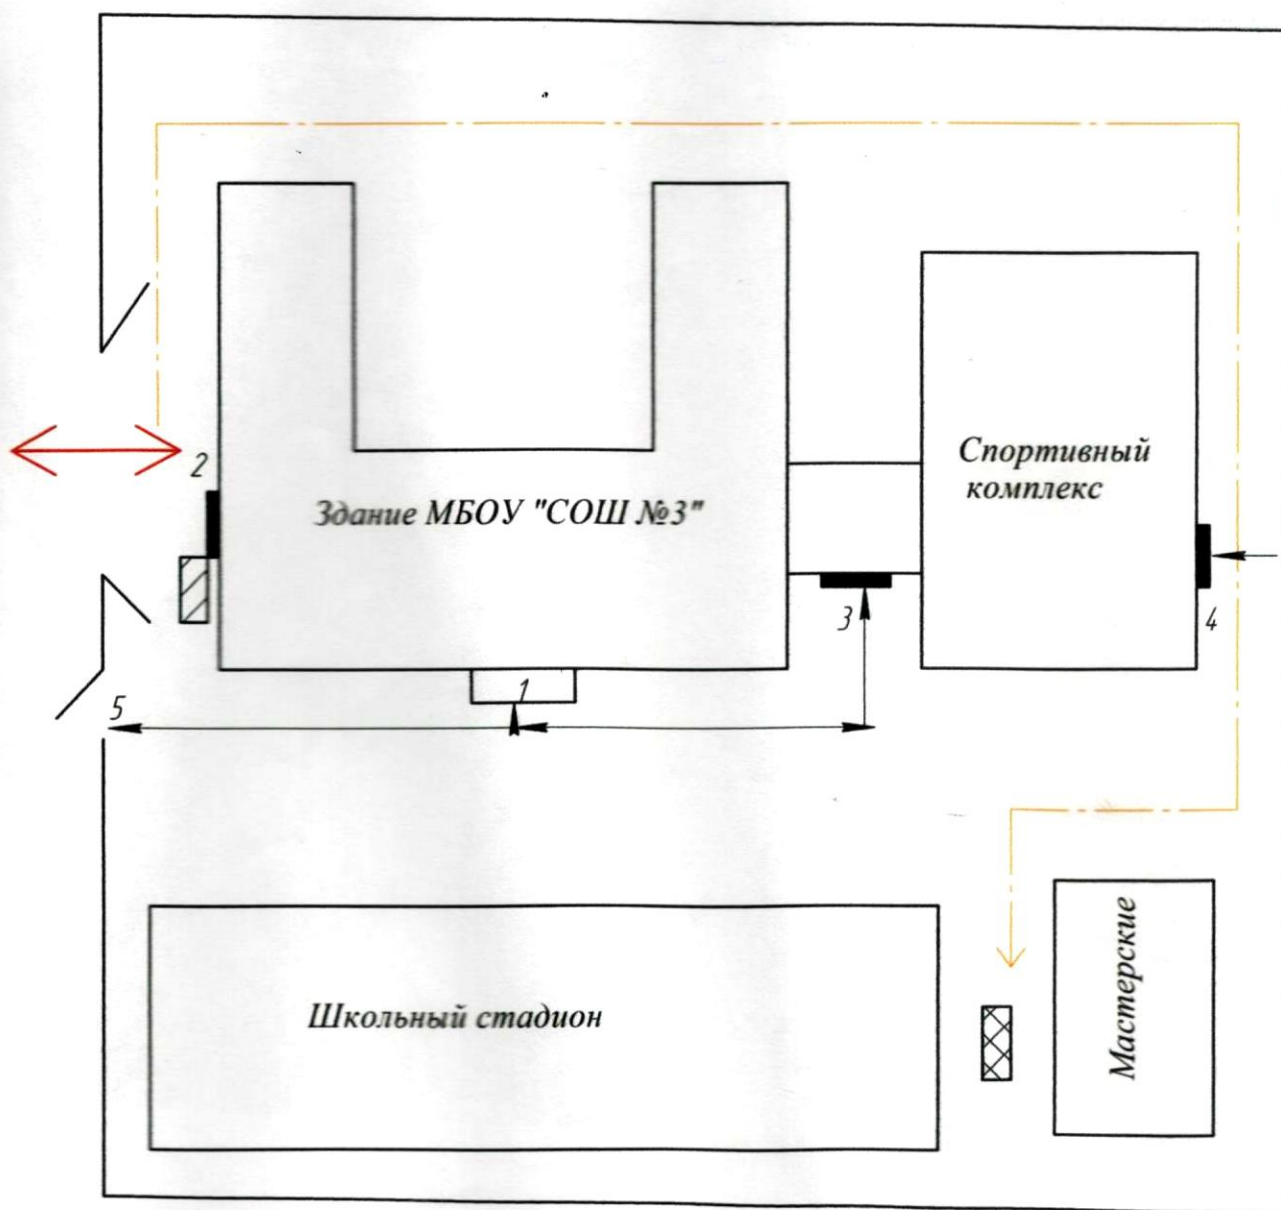 2
Здание МБОУ "СОШ №3"
Спортивный
комплекс
3
4
1
5
Школьный стадион
Мастерские